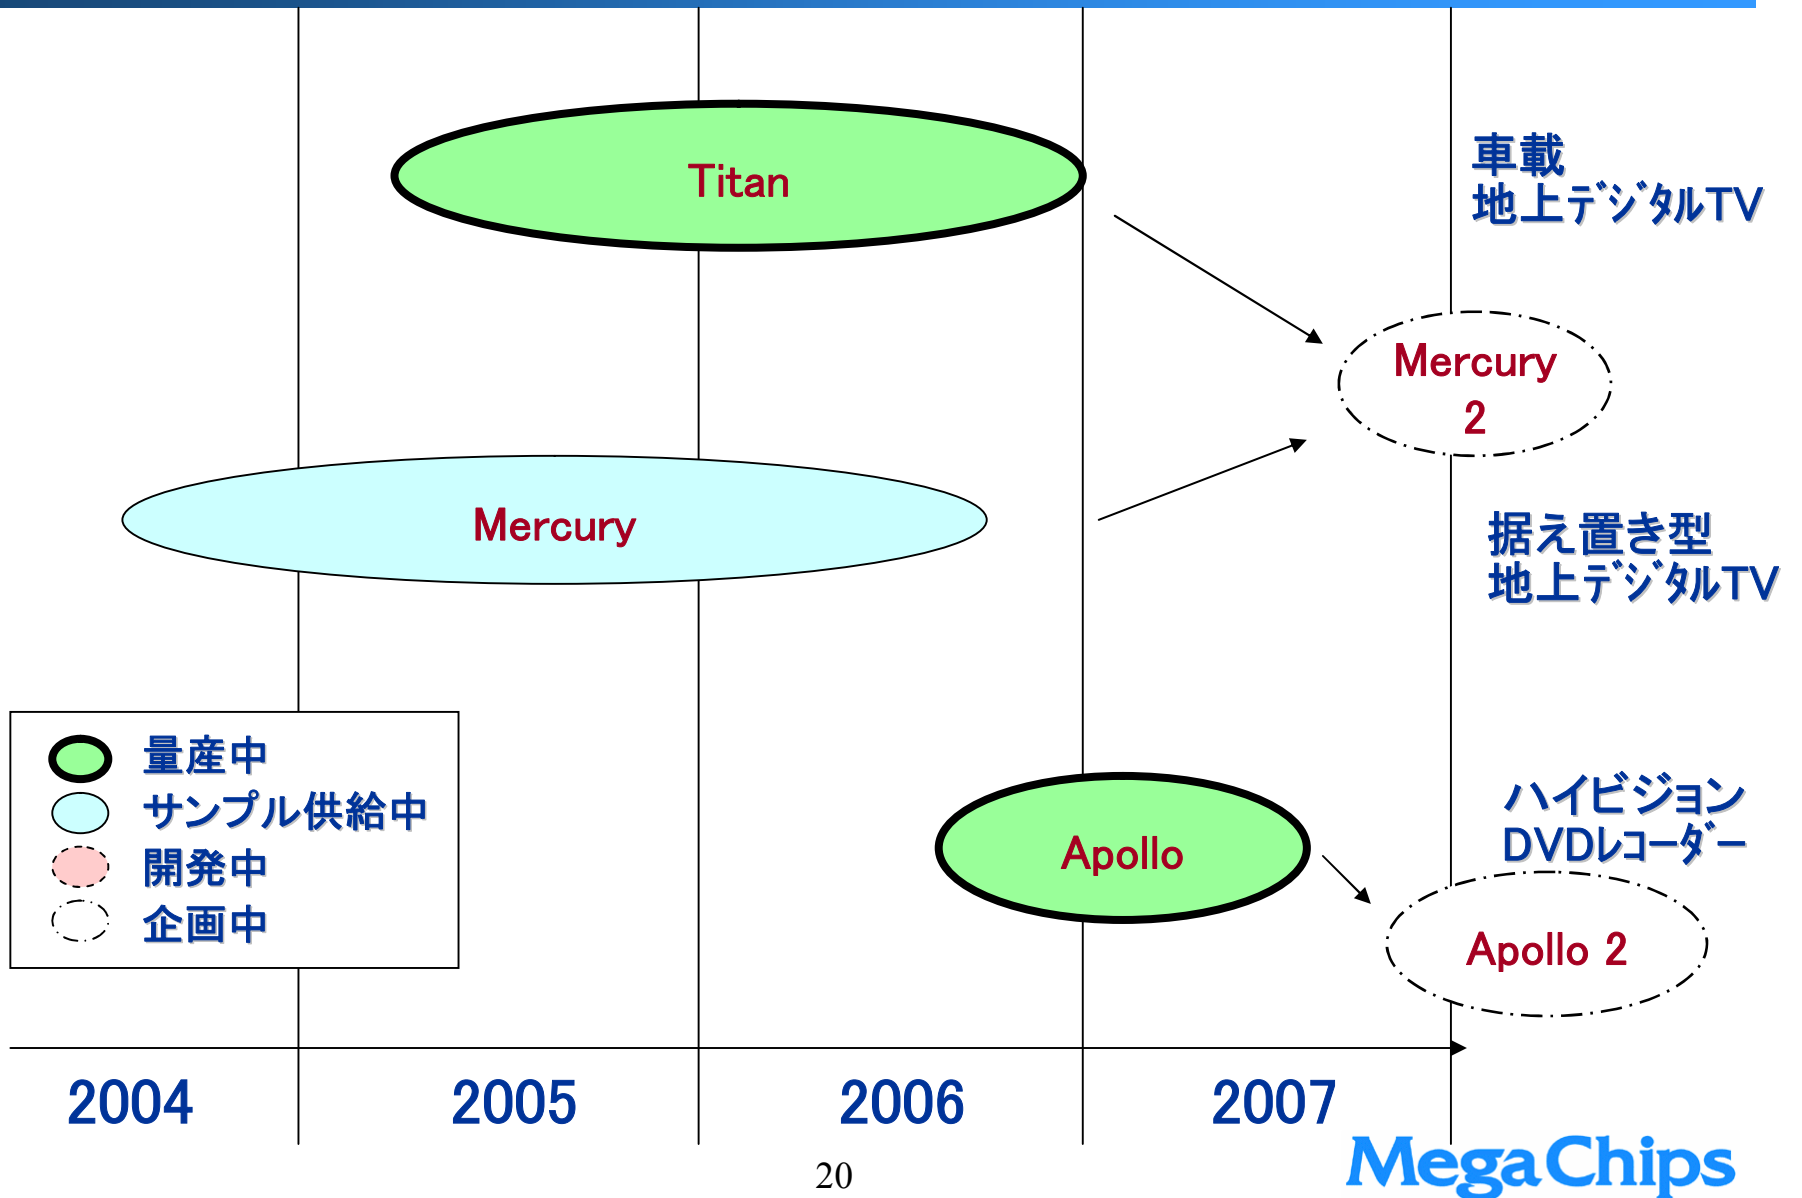 Titan
車載
地上ﾃﾞｼﾞﾀﾙTV
Mercury
2
Mercury
据え置き型
地上ﾃﾞｼﾞﾀﾙTV
量産中
サンプル供給中
開発中
企画中
Apollo
ハイビジョン
DVDﾚｺｰﾀﾞｰ
Apollo 2
2004
2005
2006
2007
20
MegaChips